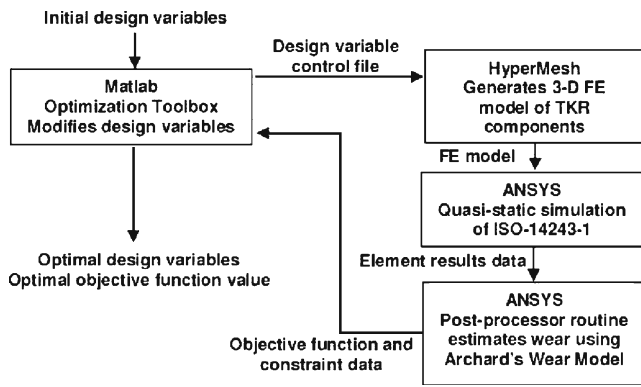 Initial design variables
Matlab
Optimization Toolbox
Modifies design variables
Design variable
control file
HyperMesh
Generates 3-D FE
model of TKR
components
FE model
ANSYS
Quasi-static simulation
of ISO-14243-1
Element results data
ANSYS
Post-processor routine
estimates wear using
Archard's Wear Model
Objective function and
constraint data
Optimal design variables
Optimal objective function value